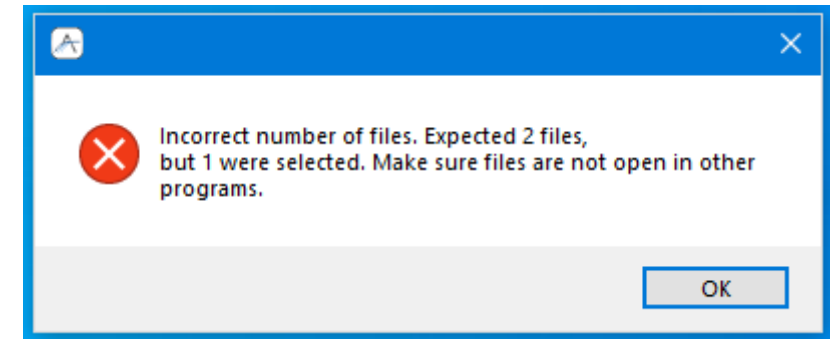 Incorrect number of files. Expected 2 files,
but 1 were selected. Make sure files are not open in other
programs.
OK